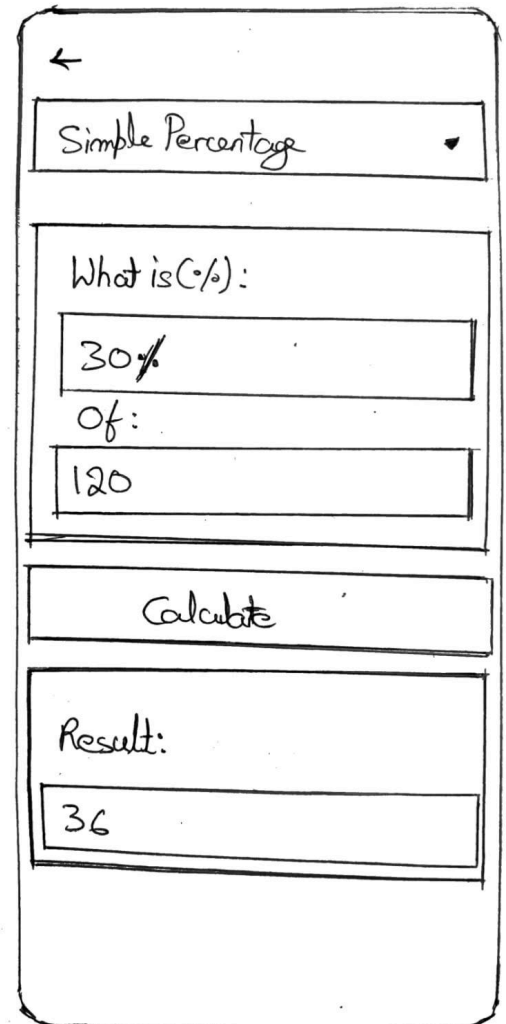 ←
Simple Percentage
What is (%):
30%
Of:
120
Calculate
Result:
36